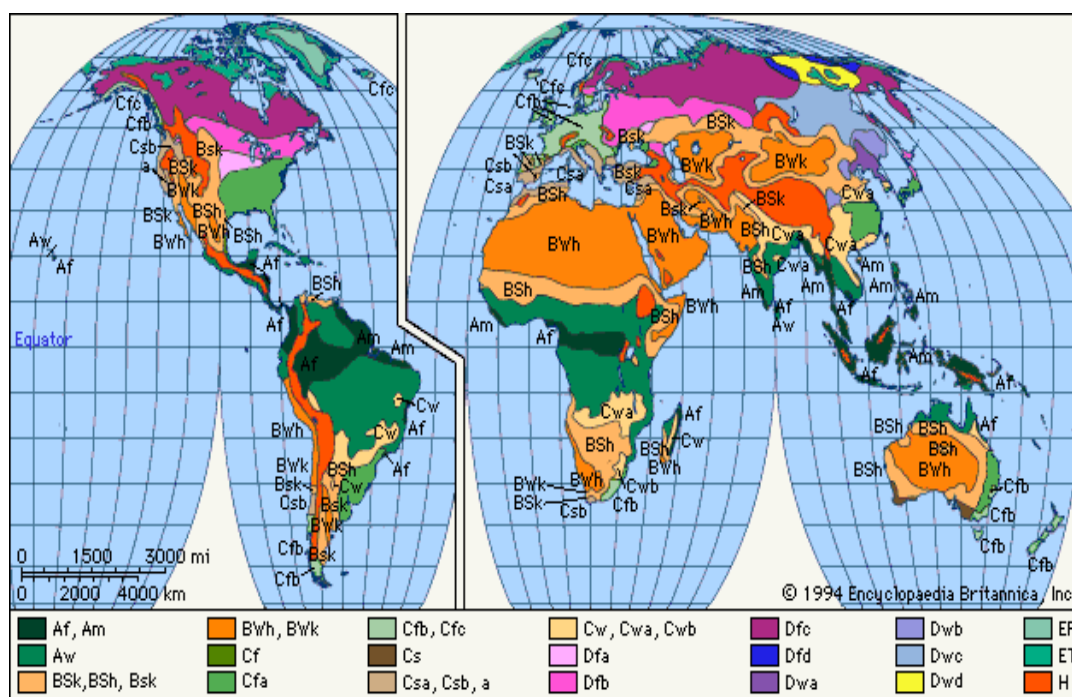 Cfc
Cfb
Csb
a
BSk
Bsk
BWk
BSk
BWh
BSh
BWh
BSh
Aw
Af
Af
BSh
Af
Equator
Af
Am
Am
Cw
Cw
Af
Af
BWh
BWk
BSh
Cw
Bsk
Csb
Bsk
BWk
Cfb
Bsk
Cfb
Cfc
Cfc
Cfb
BSk
Csb
Csa
BSh
Csa
Bsk
Bsk
Csa
BSk
BWk
BSk
Bsk
BWh
BSh
Cwa
Cwa
Cwa
Cwa
BWh
BWh
BSh
BWh
BSh
BSh
Am
Af
Aw
Am
Am
Am
Am
Af
Am
Af
Am
Af
Cwa
BSh
BWh
BWk
BSk
Csb
Cfb
Cwb
BSh
BWh
Af
Cw
BSh
BSh
BSh
BSh
BWh
Af
Cfb
Cfb
Cfb
0 1500 3000 mi
0 2000 4000 km
© 1994 Encyclopaedia Britannica, Inc
Af, Am
BWh, BWk
Cfb, Cfc
Cw, Cwa, Cwb
Dfc
Dwb
Aw
Cf
Cs
Dfa
Dfd
Dwc
ET
BSk, BSh, Bsk
Cfa
Csa, Csb, a
Dfb
Dwa
Dwd
H